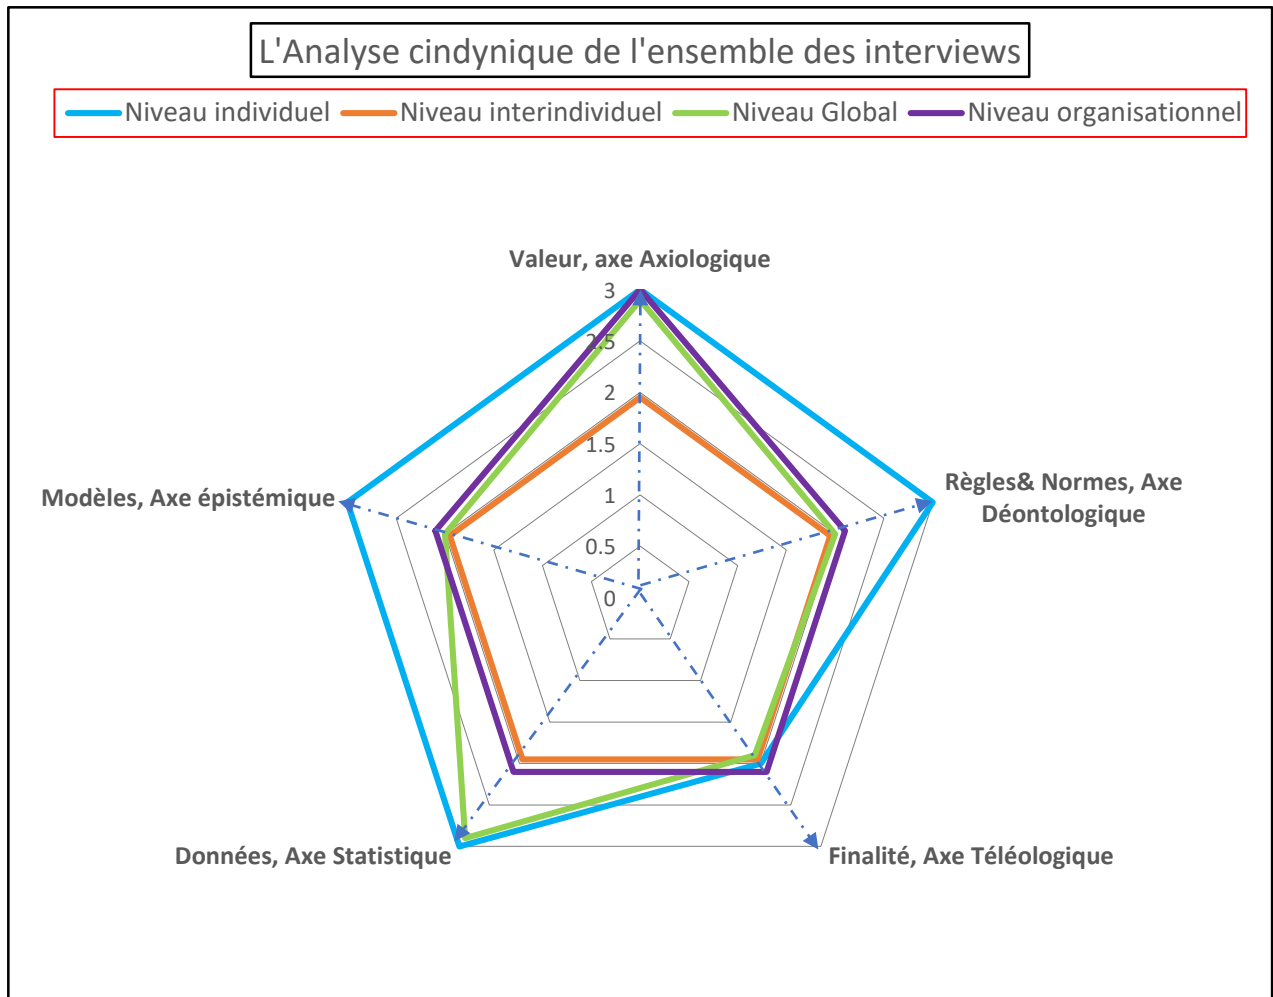 L'Analyse cindynique de l'ensemble des interviews
Niveau individuel Niveau interindividuel Niveau Global Niveau organisationnel
Valeur, axe Axiologique
3
2.5
2
1.5
1
0.5
0
Règles& Normes, Axe
Déontologique
Modèles, Axe épistémique
Données, Axe Statistique
Finalité, Axe Téléologique